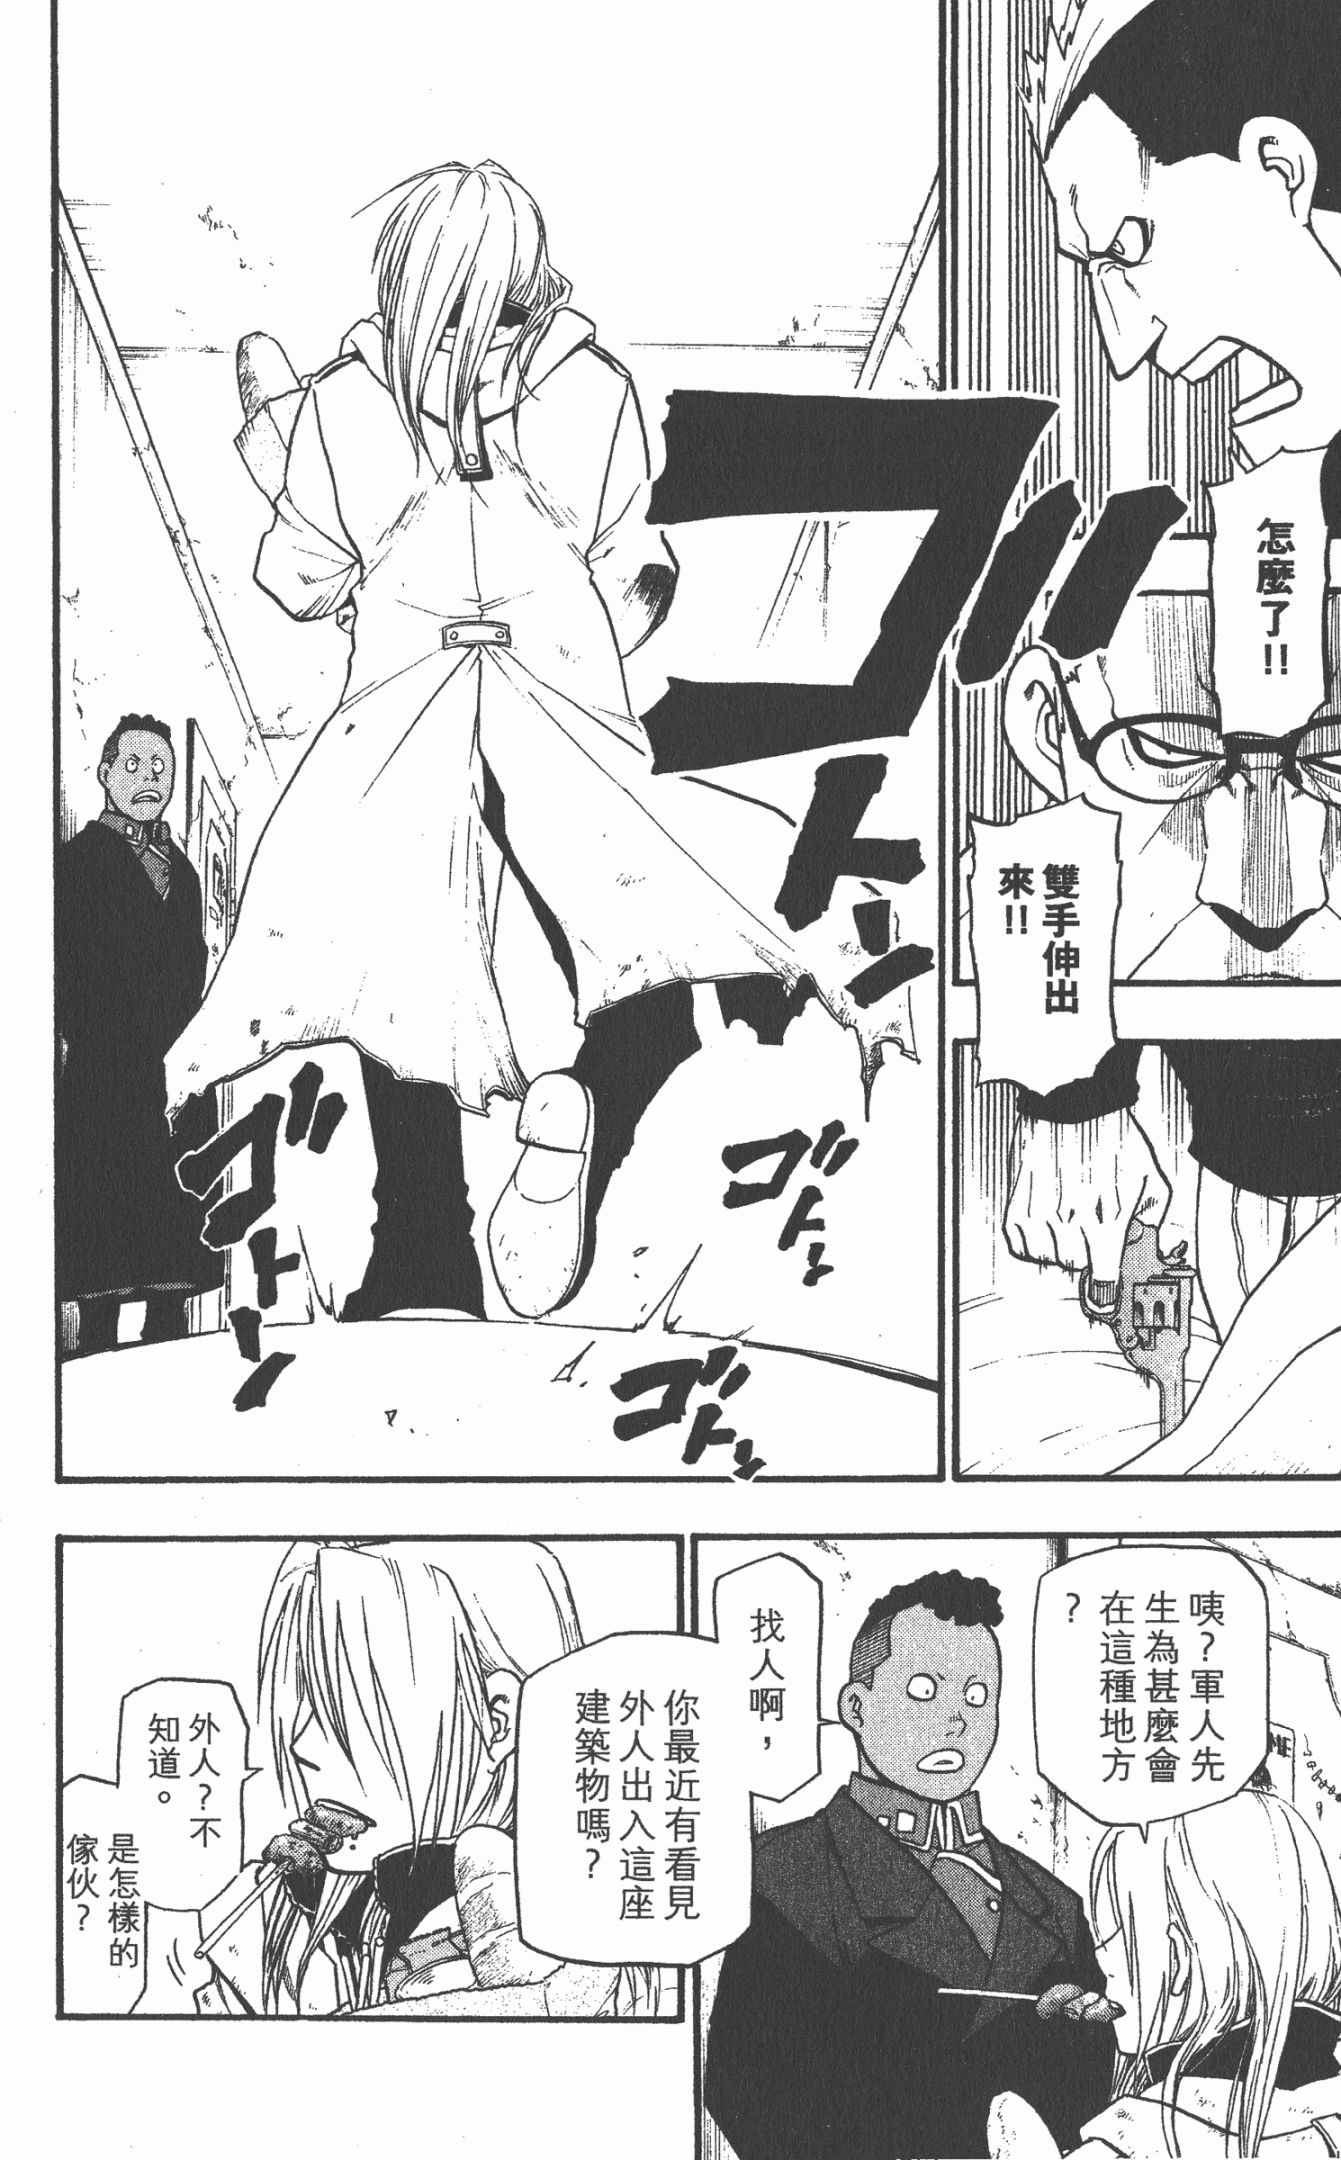 怎麼了!!
雙手伸出
來!!
ブ
ゴトン
ゴトン
ゴトン
咦？軍人先
生為甚麼會
在這種地方
？
找人啊，
你最近有看見
外人出入這座
建築物嗎？
外人？不
知道。
是怎樣的
傢伙？